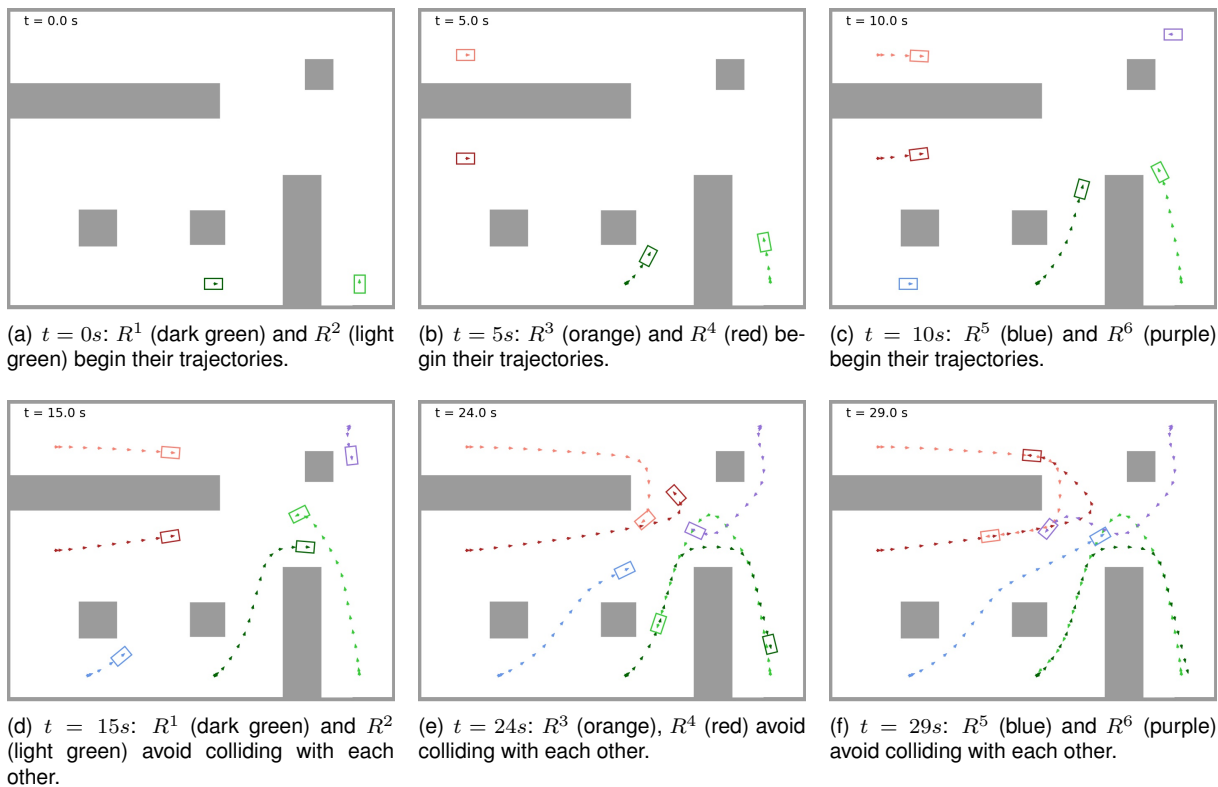 t = 0.0 s
t = 5.0 s
t = 10.0 s
(a) t = 0s: R¹ (dark green) and R² (light
green) begin their trajectories.
(b) t = 5s: R³ (orange) and R⁴ (red) be-
gin their trajectories.
(c) t = 10s: R⁵ (blue) and R⁶ (purple)
begin their trajectories.
t = 15.0 s
t = 24.0 s
t = 29.0 s
(d) t = 15s: R¹ (dark green) and R²
(light green) avoid colliding with each
other.
(e) t = 24s: R³ (orange), R⁴ (red) avoid
colliding with each other.
(f) t = 29s: R⁵ (blue) and R⁶ (purple)
avoid colliding with each other.